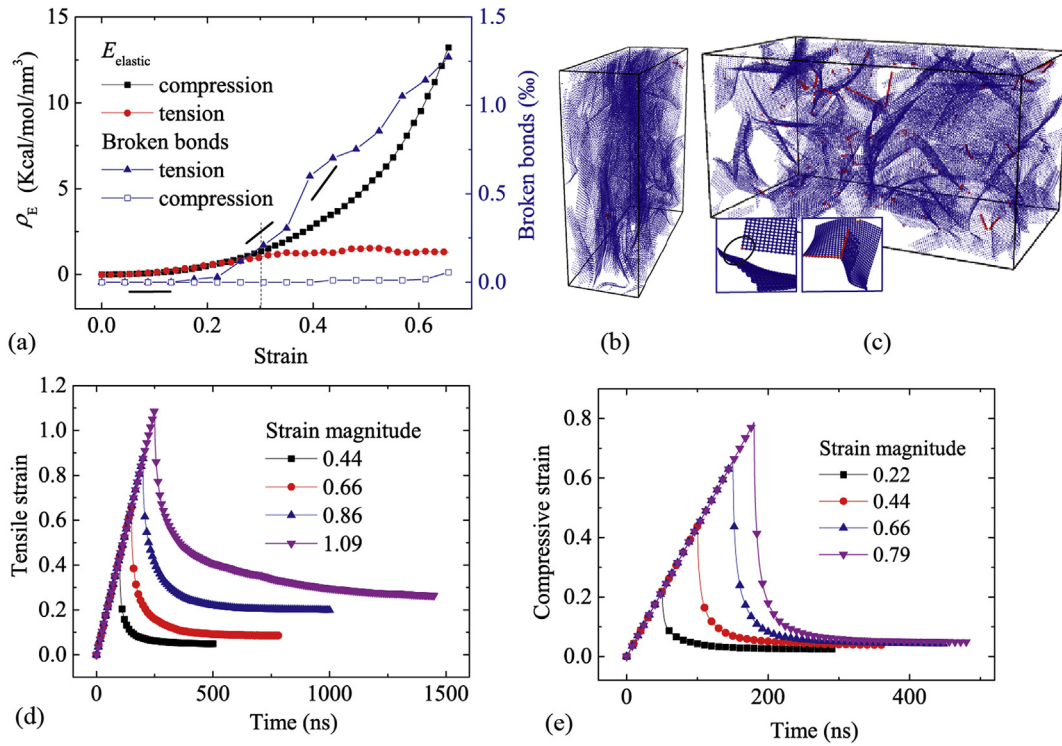 15
10
5
0
ρE (Kcal/mol/nm³)
Eelastic
compression
tension
Broken bonds
tension
compression
1.5
1.0
0.5
0.0
Broken bonds (‰)
0.0 0.2 0.4 0.6
Strain
(a)
(b)
(c)
1.2
1.0
0.8
0.6
0.4
0.2
0.0
Tensile strain
Strain magnitude
0.44
0.66
0.86
1.09
0 500 1000 1500
Time (ns)
(d)
0.8
0.6
0.4
0.2
0.0
Compressive strain
Strain magnitude
0.22
0.44
0.66
0.79
0 200 400
Time (ns)
(e)